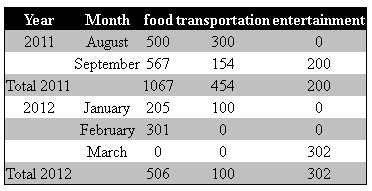 Year Month food transportation entertainment
2011 August 500 300 0
September 567 154 200
Total 2011 1067 454 200
2012 January 205 100 0
February 301 0 0
March 0 0 302
Total 2012 506 100 302